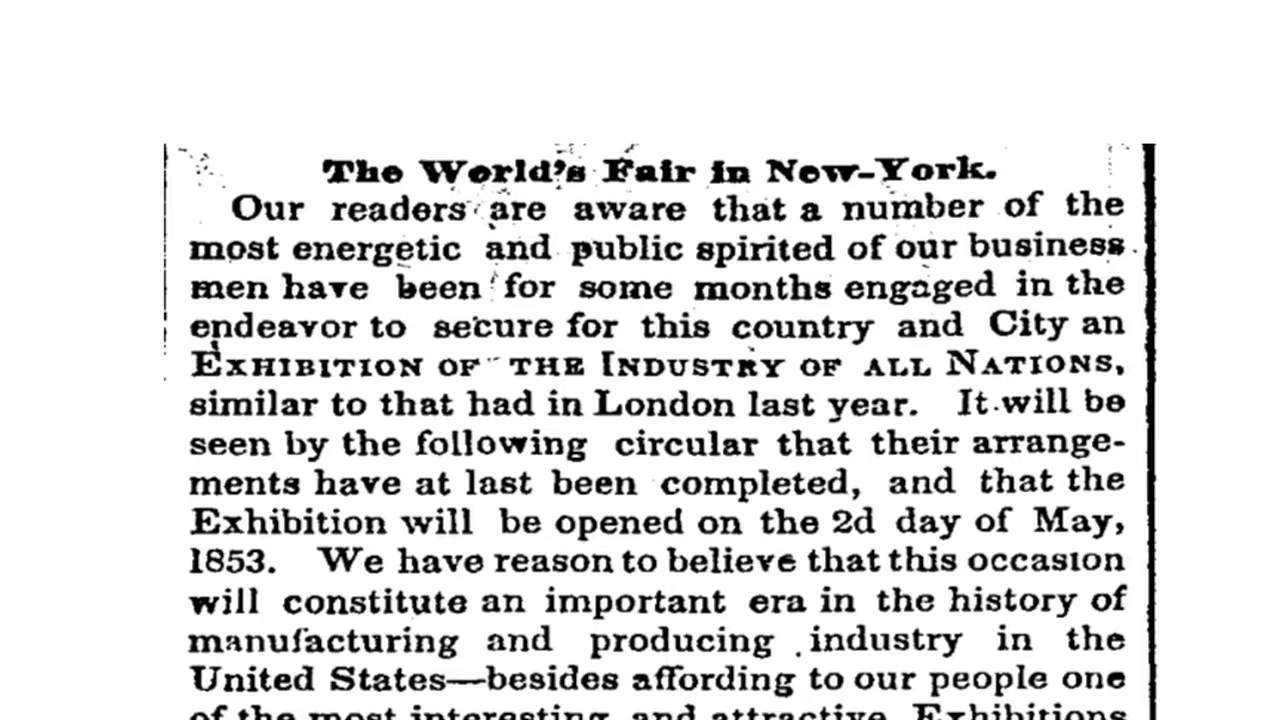 The World's Fair in New-York.
Our readers are aware that a number of the
most energetic and public spirited of our business
men have been for some months engaged in the
endeavor to secure for this country and City an
EXHIBITION OF THE INDUSTRY OF ALL NATIONS,
similar to that had in London last year. It will be
seen by the following circular that their arrange-
ments have at last been completed, and that the
Exhibition will be opened on the 2d day of May,
1853. We have reason to believe that this occasion
will constitute an important era in the history of
manufacturing and producing industry in the
United States—besides affording to our people one
of the most interesting and attractive Exhibitions